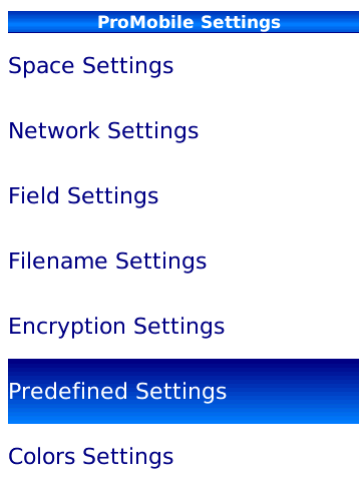 ProMobile Settings
Space Settings
Network Settings
Field Settings
Filename Settings
Encryption Settings
Predefined Settings
Colors Settings